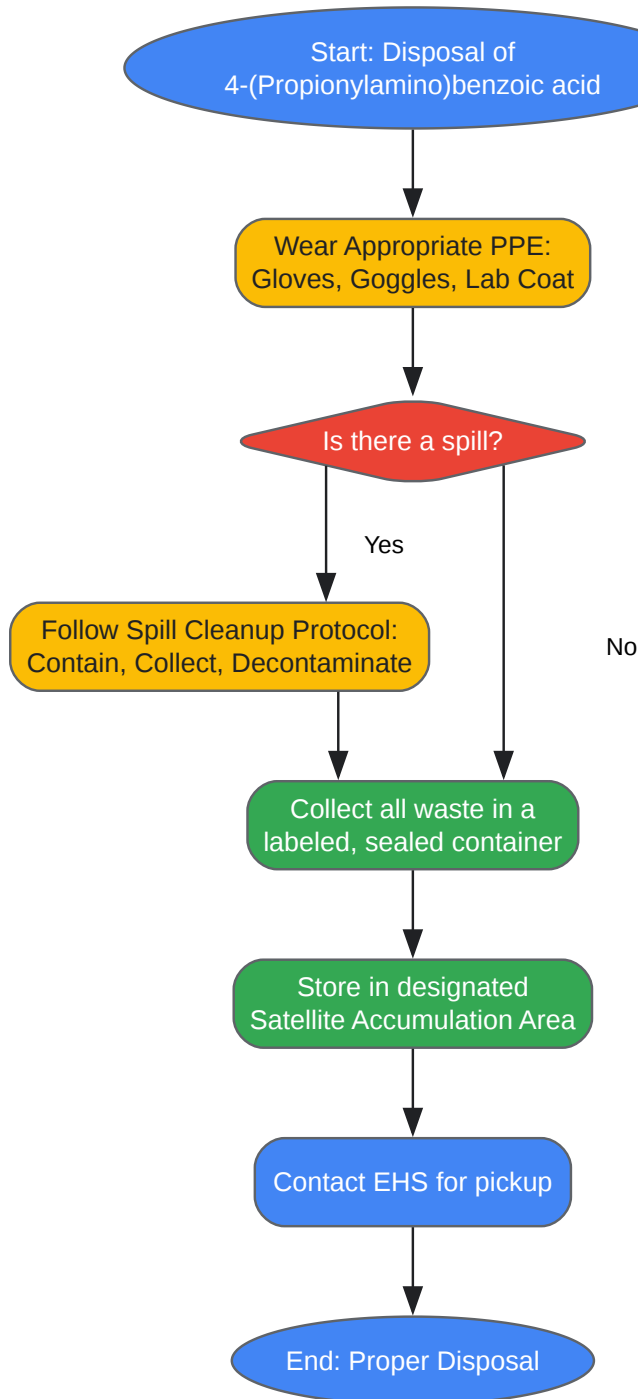 Start: Disposal of
4-(Propionylamino)benzoic acid
Wear Appropriate PPE:
Gloves, Goggles, Lab Coat
Is there a spill?
Yes
Follow Spill Cleanup Protocol:
Contain, Collect, Decontaminate
No
Collect all waste in a
labeled, sealed container
Store in designated
Satellite Accumulation Area
Contact EHS for pickup
End: Proper Disposal